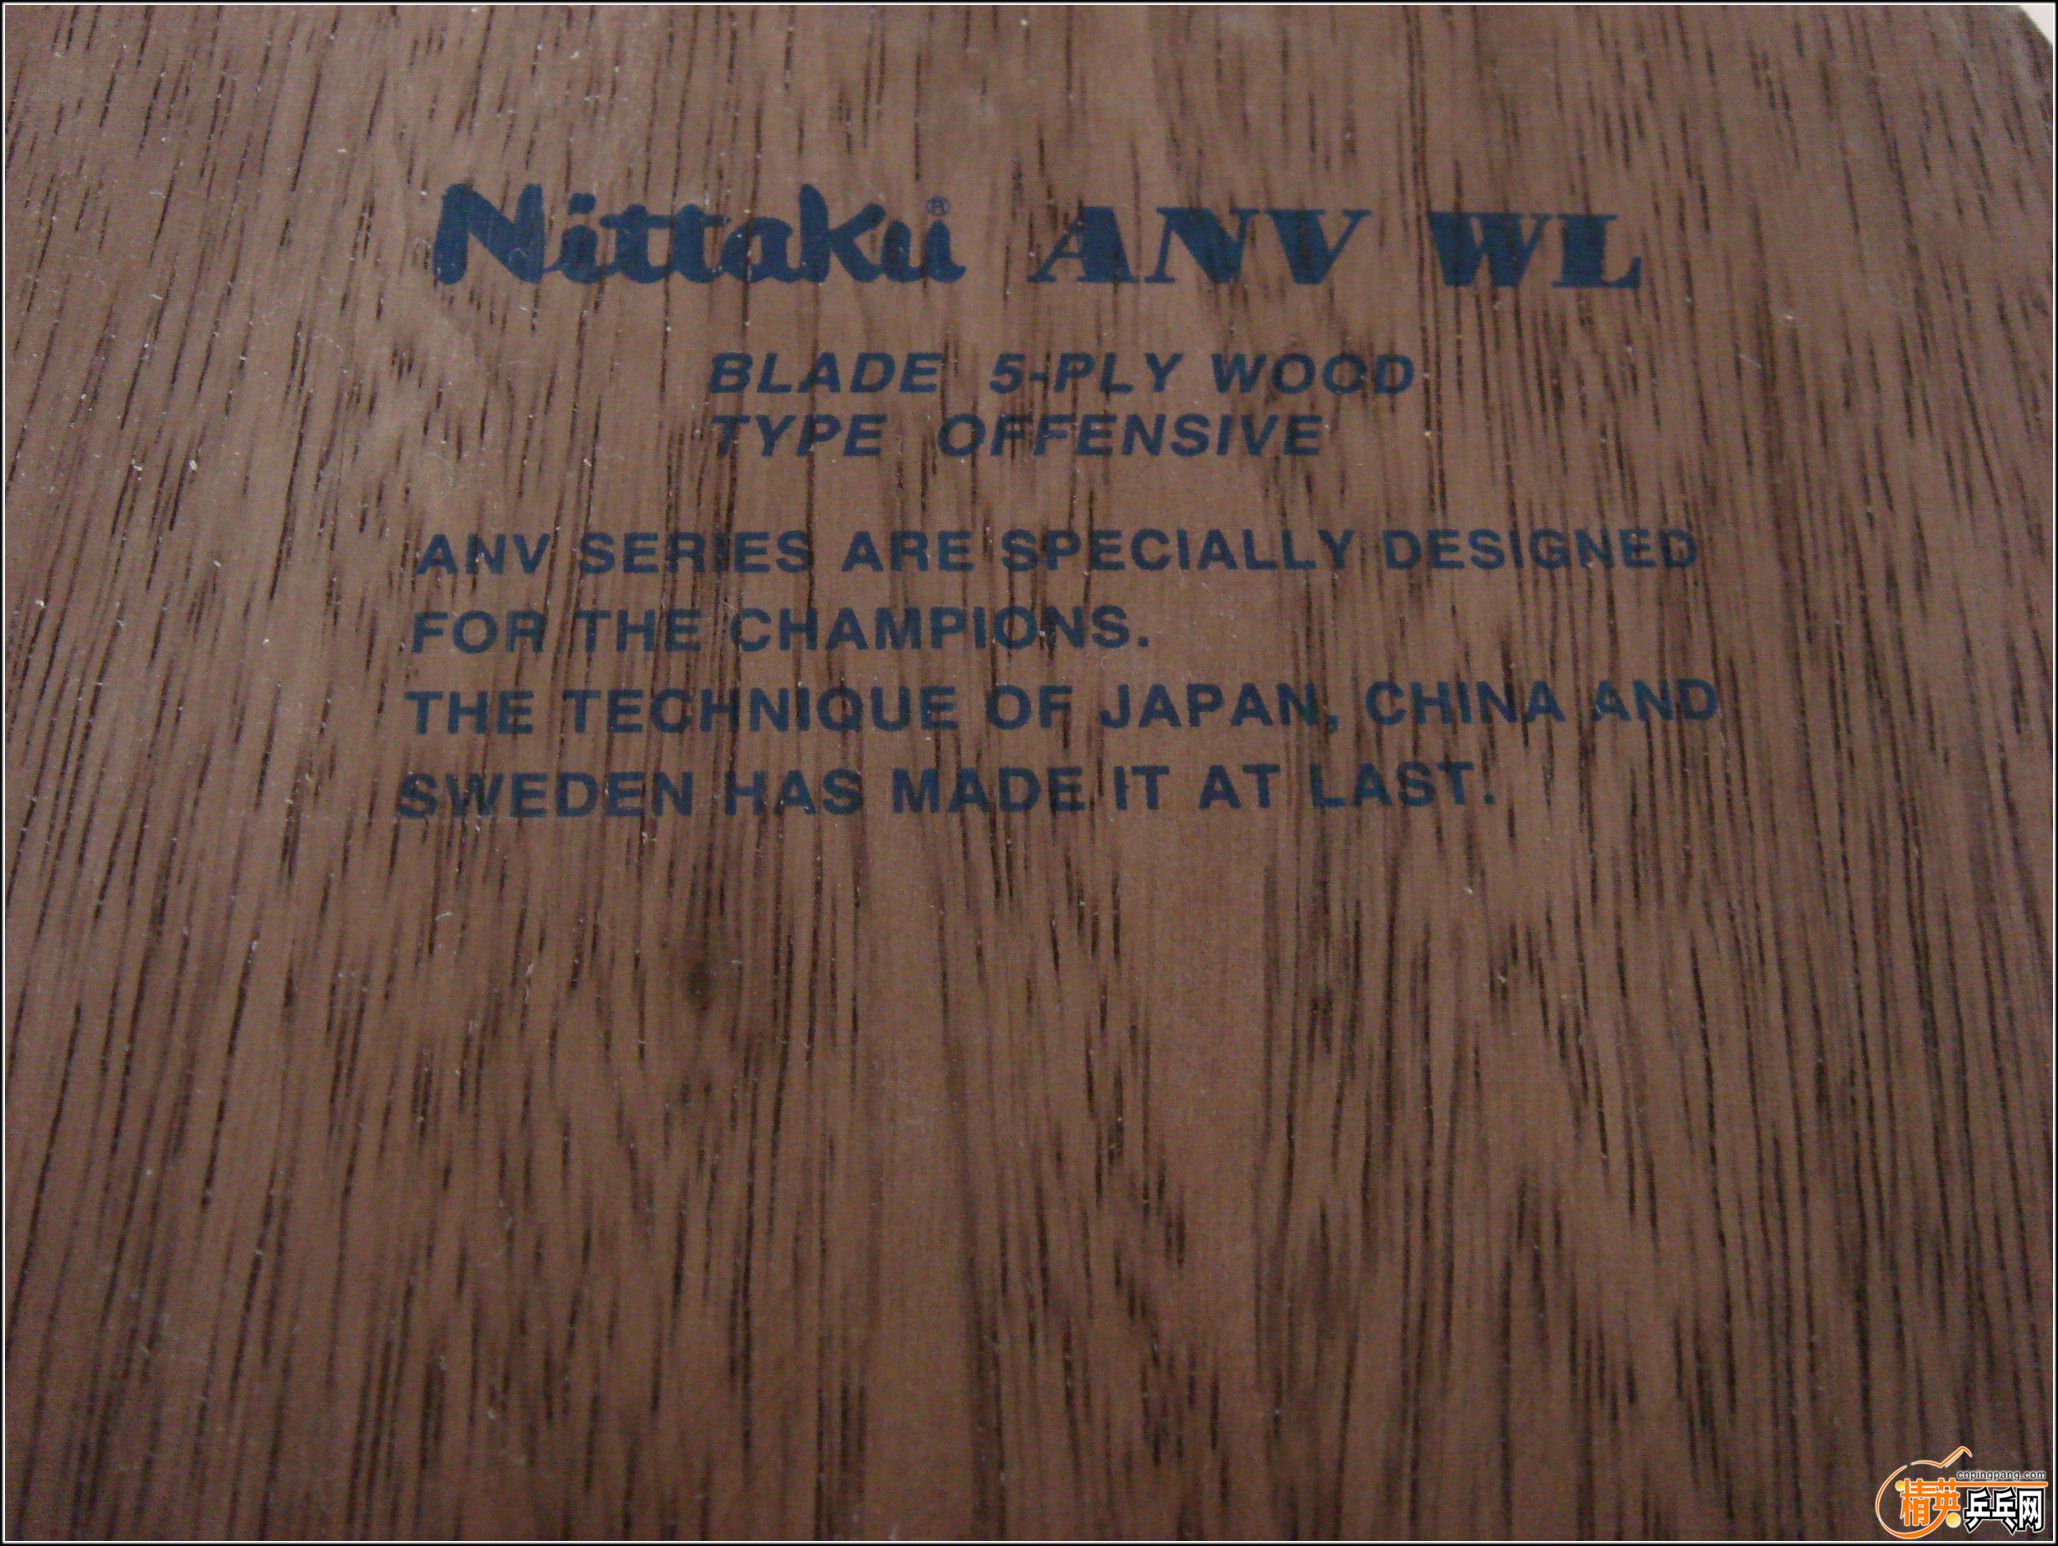 Nittaku® ANV WL
BLADE 5-PLY WOOD
TYPE OFFENSIVE
ANV SERIES ARE SPECIALLY DESIGNED
FOR THE CHAMPIONS.
THE TECHNIQUE OF JAPAN, CHINA AND
SWEDEN HAS MADE IT AT LAST.
cnpingpang.com
精英乒乓网